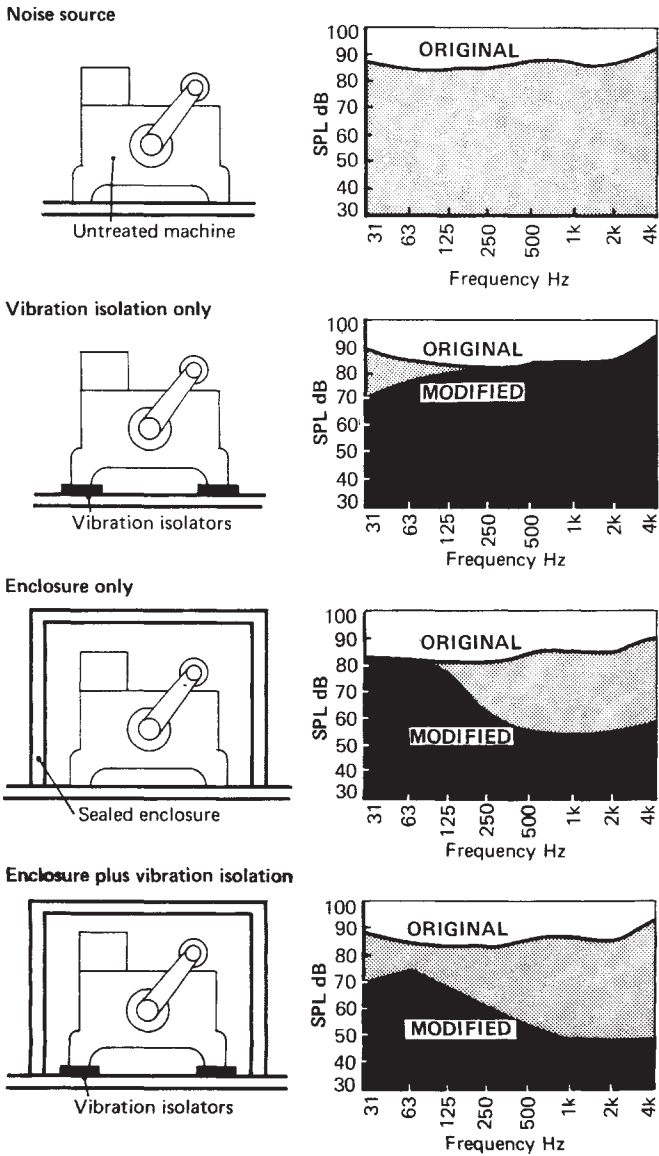 Noise source
Untreated machine
SPL dB
100
90
80
70
60
50
40
30
ORIGINAL
31
63
125
250
500
1k
2k
4k
Frequency Hz
Vibration isolation only
Vibration isolators
SPL dB
100
90
80
70
60
50
40
30
ORIGINAL
MODIFIED
31
63
125
250
500
1k
2k
4k
Frequency Hz
Enclosure only
Sealed enclosure
SPL dB
100
90
80
70
60
50
40
30
ORIGINAL
MODIFIED
31
63
125
250
500
1k
2k
4k
Frequency Hz
Enclosure plus vibration isolation
Vibration isolators
SPL dB
100
90
80
70
60
50
40
30
ORIGINAL
MODIFIED
31
63
125
250
500
1k
2k
4k
Frequency Hz